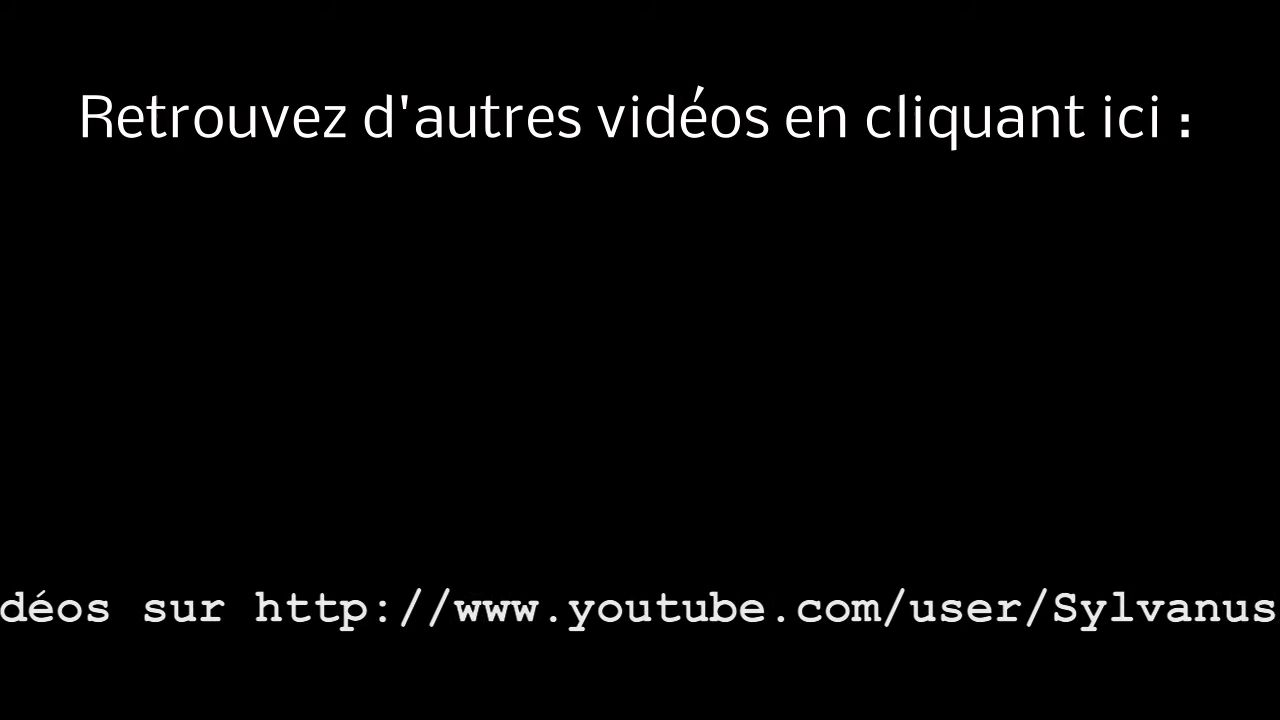 Retrouvez d'autres vidéos en cliquant ici :
déos sur http://www.youtube.com/user/Sylvanus